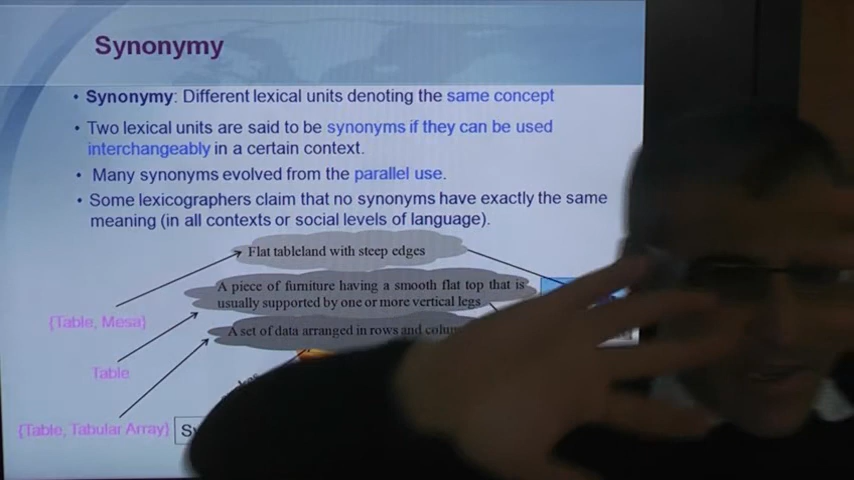 Synonymy
• Synonymy: Different lexical units denoting the same concept
• Two lexical units are said to be synonyms if they can be used
interchangeably in a certain context.
• Many synonyms evolved from the parallel use.
• Some lexicographers claim that no synonyms have exactly the same
meaning (in all contexts or social levels of language).
Flat tableland with steep edges
A piece of furniture having a smooth flat top that is
usually supported by one or more vertical legs
{Table, Mesa}
A set of data arranged in rows and
Table
{Table, Tabular Array}